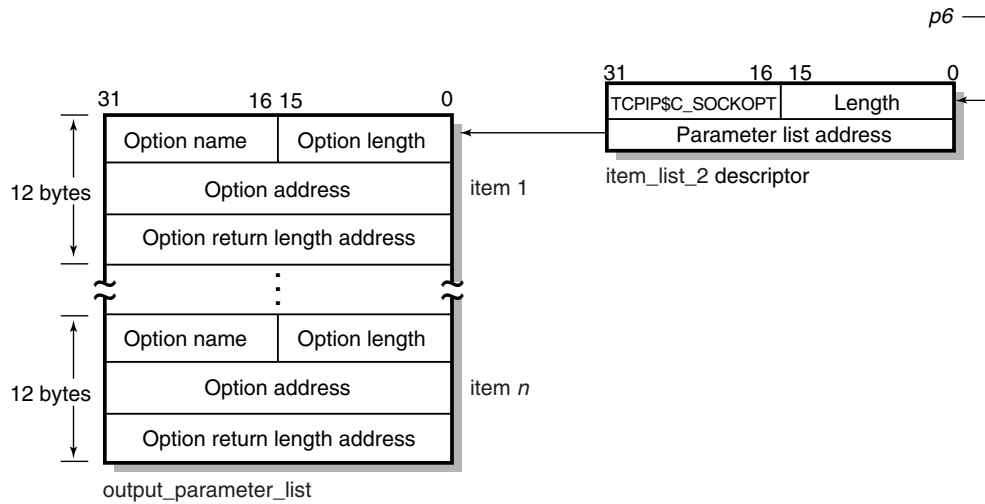 p6
31 16 15 0
TCPIP$C_SOCKOPT Length
Parameter list address
item_list_2 descriptor
31 16 15 0
Option name Option length
Option address
Option return length address
12 bytes
item 1
Option name Option length
Option address
Option return length address
12 bytes
item n
output_parameter_list